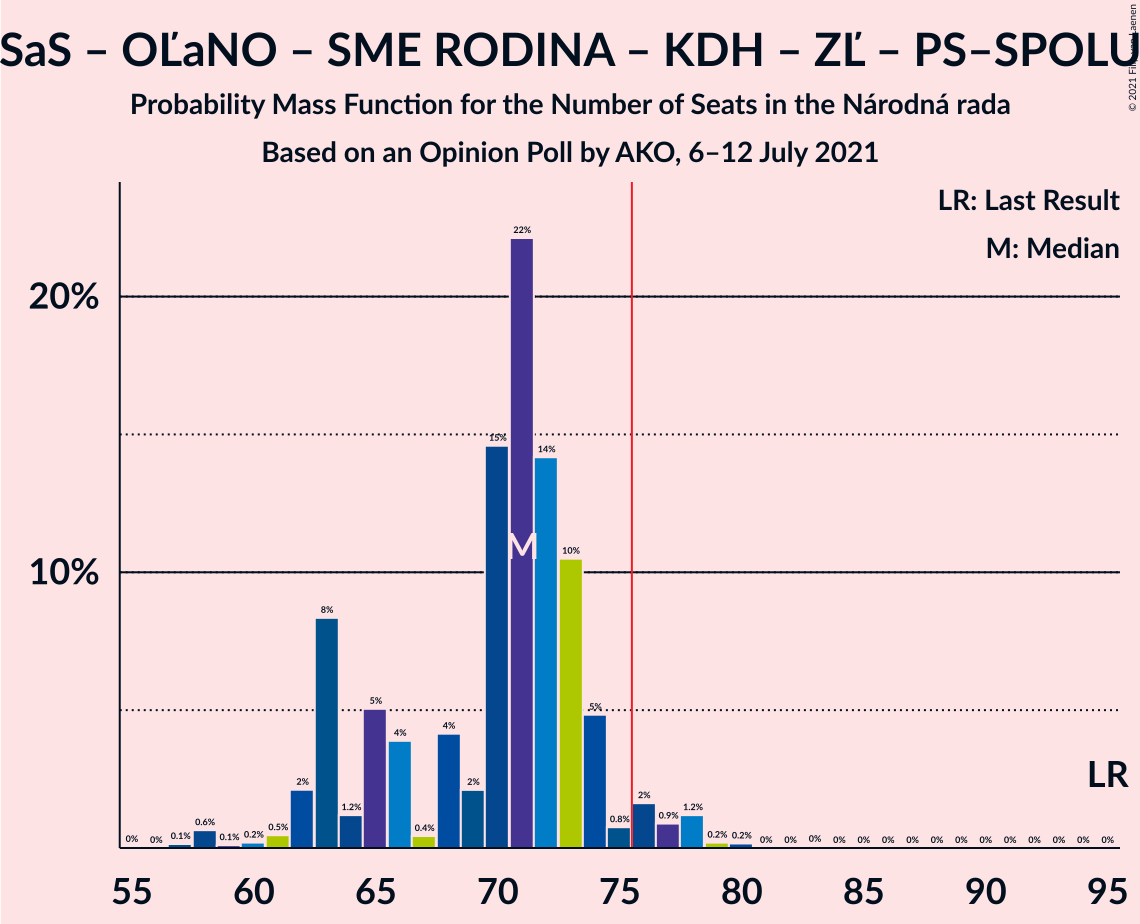 SaS – OĽaNO – SME RODINA – KDH – ZĽ – PS–SPOLU
Probability Mass Function for the Number of Seats in the Národná rada
Based on an Opinion Poll by AKO, 6–12 July 2021
LR: Last Result
M: Median
20%
10%
0% 0% 0.1% 0.6% 0.1% 0.2% 0.5% 2% 8% 1.2% 5% 4% 0.4% 4% 2% 15% 22% 14% 10% 5% 0.8% 2% 0.9% 1.2% 0.2% 0.2% 0% 0% 0% 0% 0% 0% 0% 0% 0% 0% 0% 0% 0% 0% 0%
M
LR
55 60 65 70 75 80 85 90 95